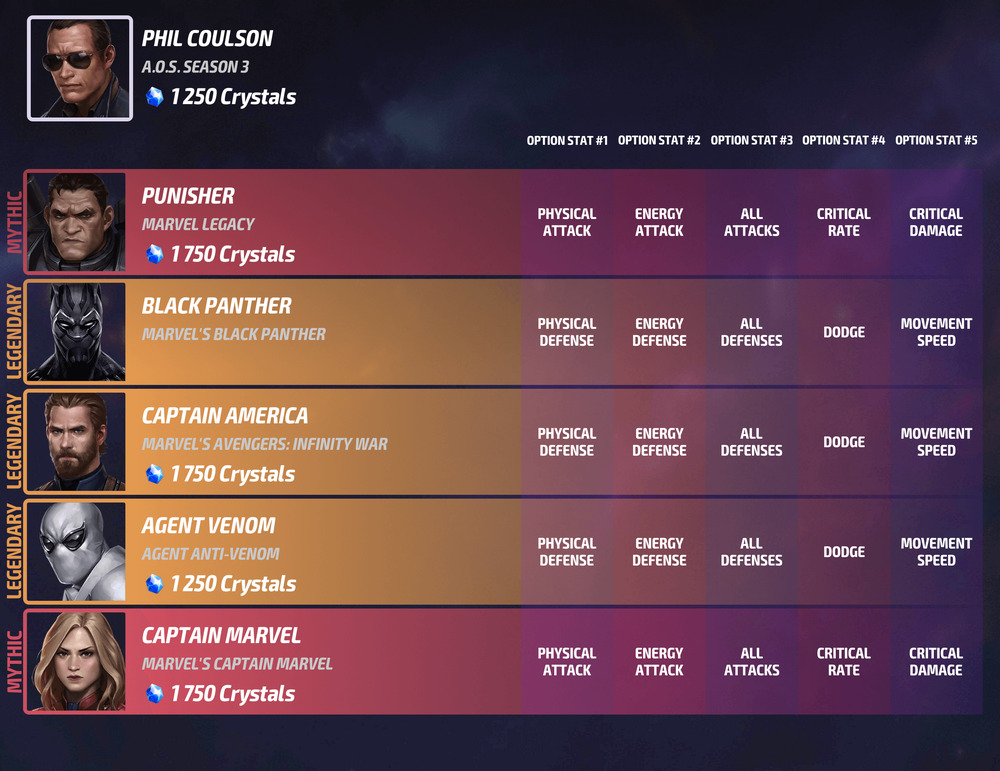 PHIL COULSON
A.O.S. SEASON 3
1 250 Crystals
OPTION STAT #1 OPTION STAT #2 OPTION STAT #3 OPTION STAT #4 OPTION STAT #5
MYTHIC
PUNISHER
MARVEL LEGACY
1 750 Crystals
PHYSICAL ATTACK ENERGY ATTACK ALL ATTACKS CRITICAL RATE CRITICAL DAMAGE
LEGENDARY
BLACK PANTHER
MARVEL'S BLACK PANTHER
PHYSICAL DEFENSE ENERGY DEFENSE ALL DEFENSES DODGE MOVEMENT SPEED
LEGENDARY
CAPTAIN AMERICA
MARVEL'S AVENGERS: INFINITY WAR
1 750 Crystals
PHYSICAL DEFENSE ENERGY DEFENSE ALL DEFENSES DODGE MOVEMENT SPEED
LEGENDARY
AGENT VENOM
AGENT ANTI-VENOM
1 250 Crystals
PHYSICAL DEFENSE ENERGY DEFENSE ALL DEFENSES DODGE MOVEMENT SPEED
MYTHIC
CAPTAIN MARVEL
MARVEL'S CAPTAIN MARVEL
1 750 Crystals
PHYSICAL ATTACK ENERGY ATTACK ALL ATTACKS CRITICAL RATE CRITICAL DAMAGE